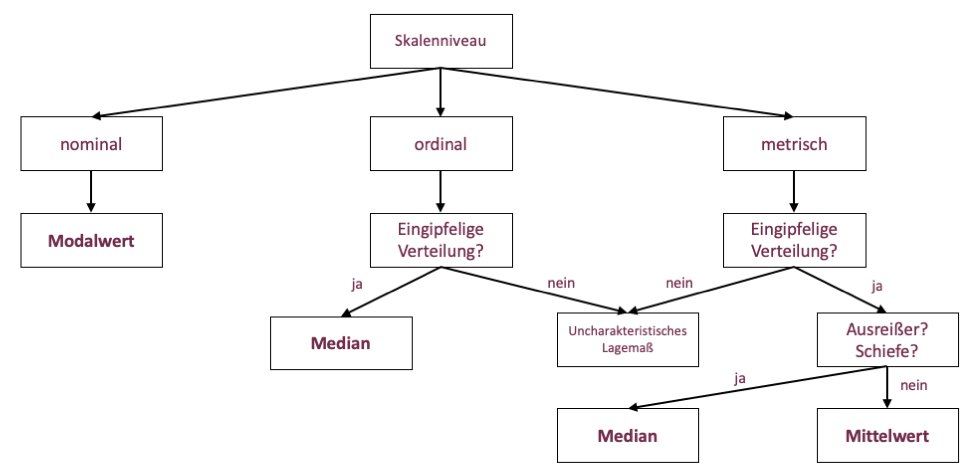 Skalenniveau
nominal
ordinal
metrisch
Modalwert
Eingipfelige
Verteilung?
Eingipfelige
Verteilung?
ja
nein
nein
ja
Median
Uncharakteristisches
Lagemaß
Ausreißer?
Schiefe?
ja
nein
Median
Mittelwert